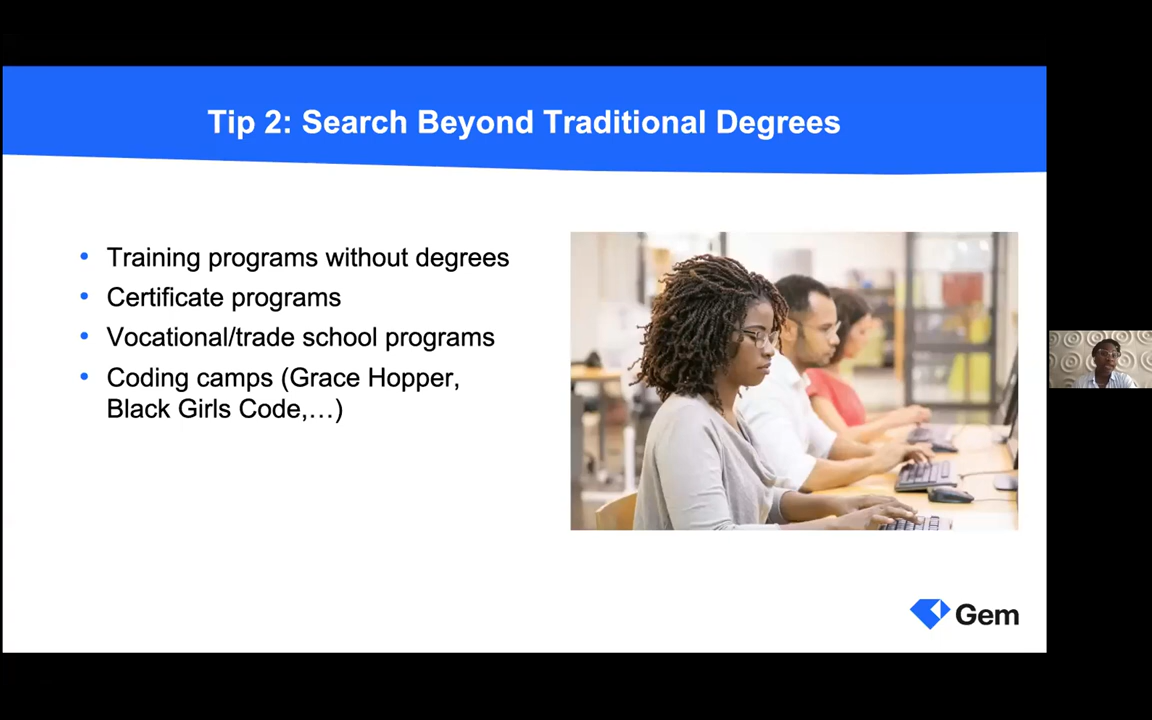 Tip 2: Search Beyond Traditional Degrees
• Training programs without degrees
• Certificate programs
• Vocational/trade school programs
• Coding camps (Grace Hopper,
Black Girls Code,…)
Gem